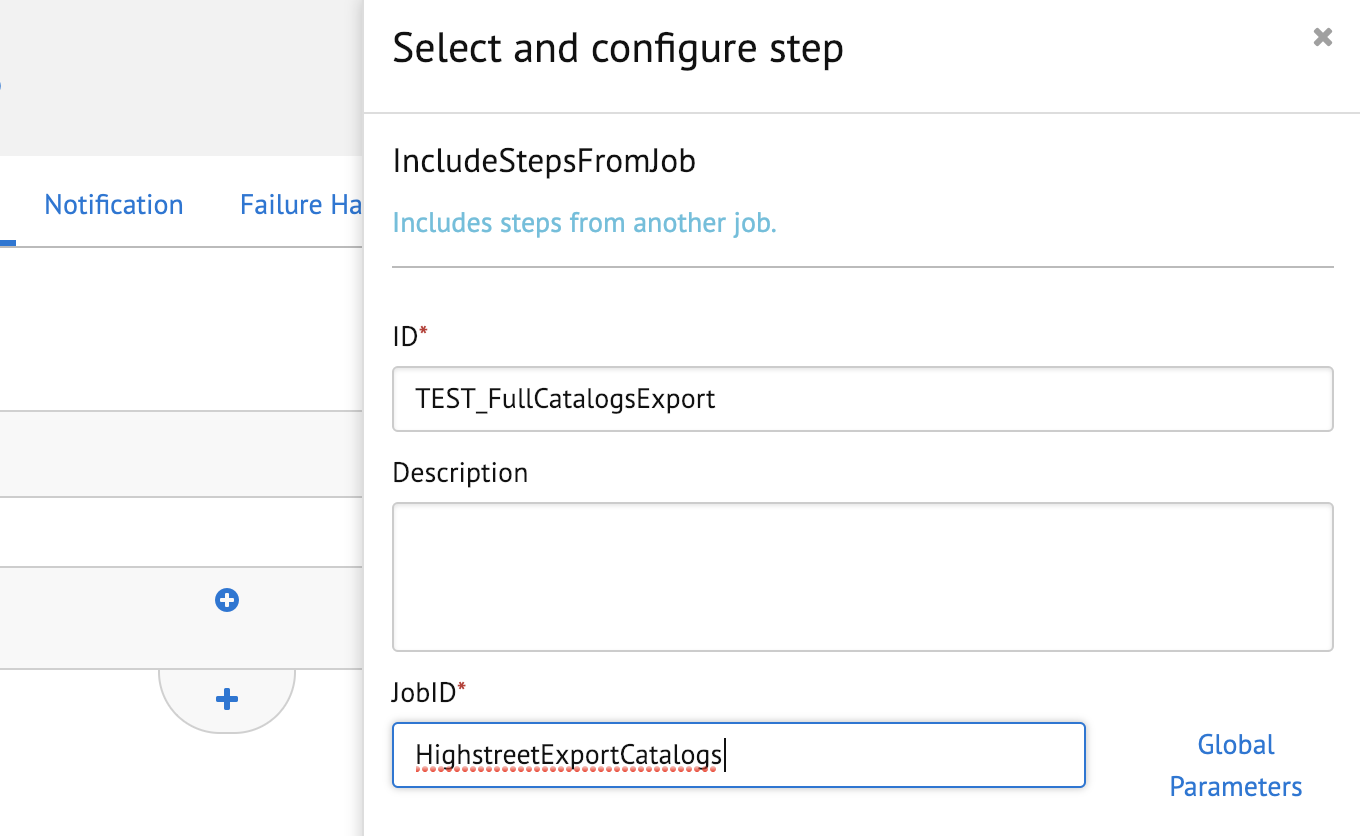 Select and configure step
Notification
Failure Ha
IncludeStepsFromJob
Includes steps from another job.
ID*
TEST_FullCatalogsExport
Description
JobID*
HighstreetExportCatalogs
Global
Parameters